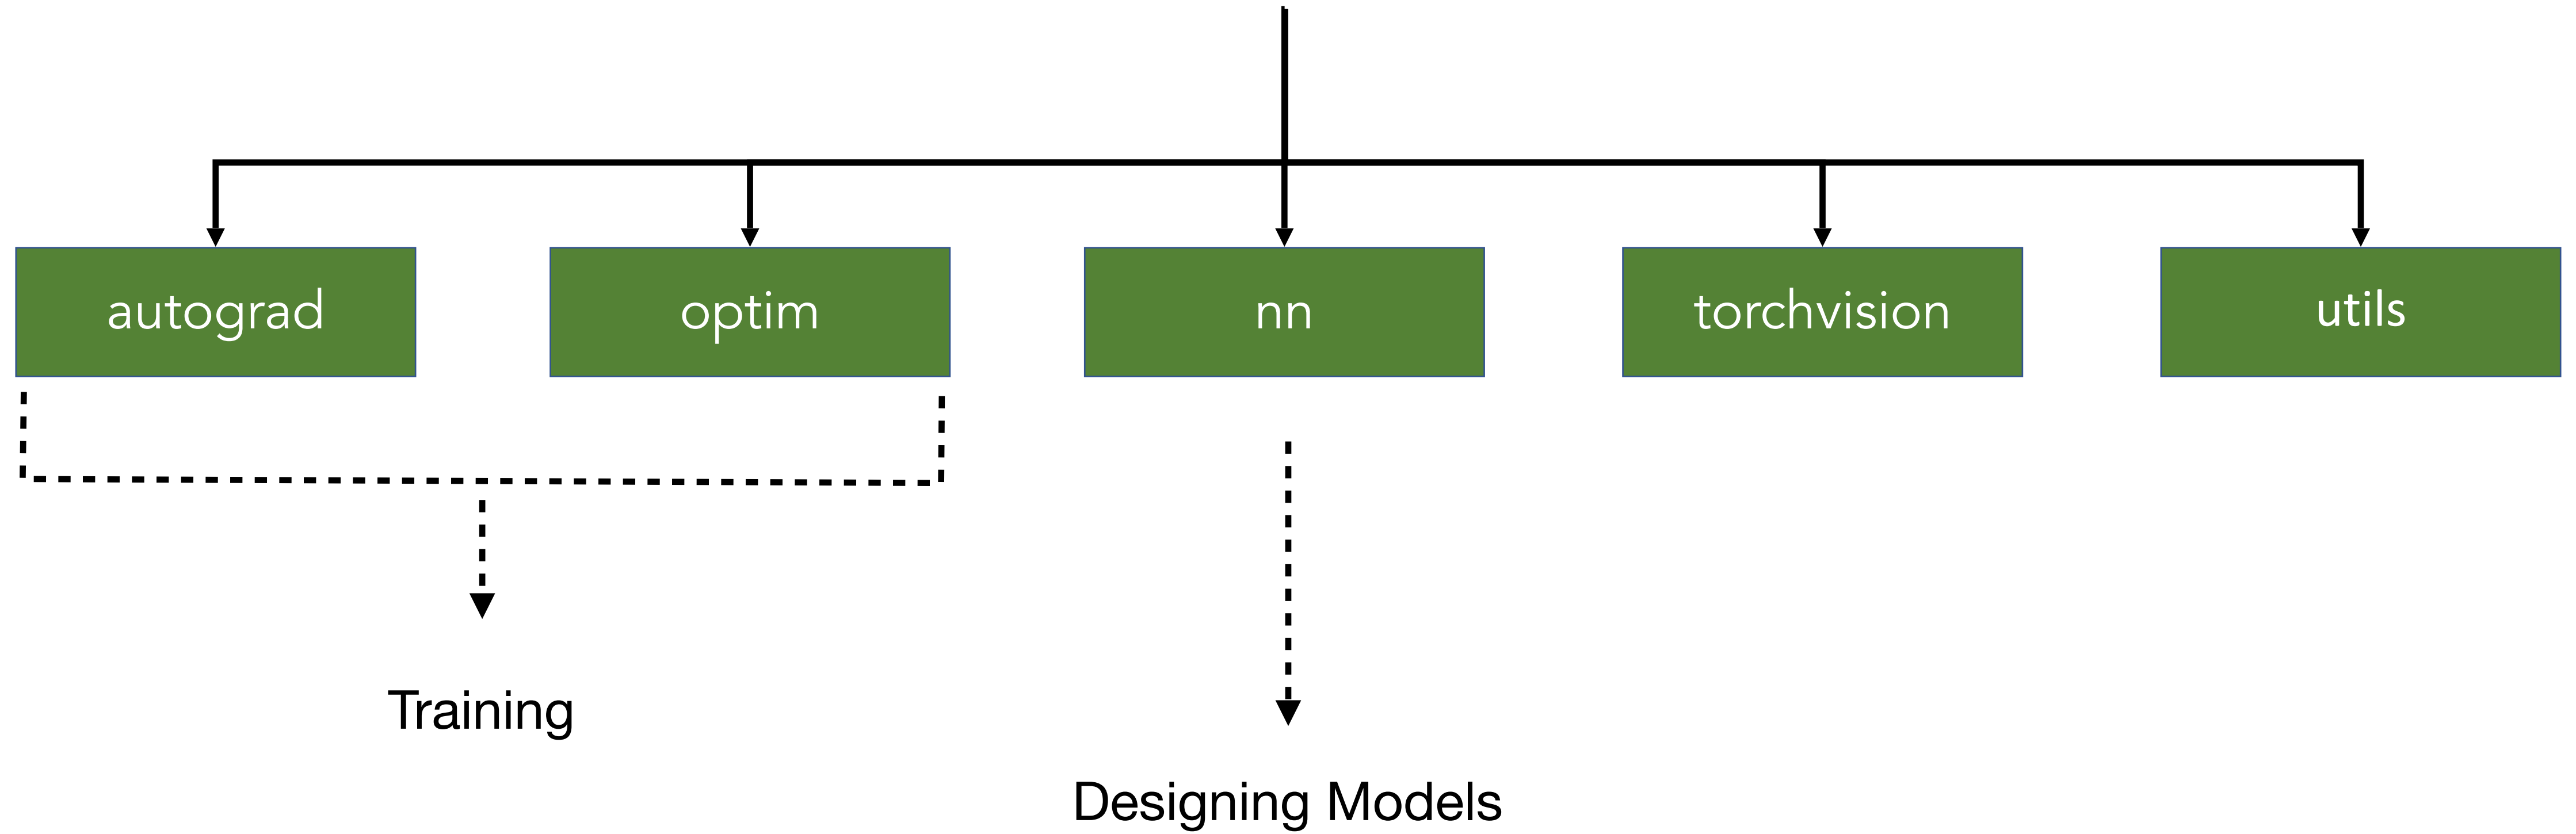 autograd
optim
nn
torchvision
utils
Training
Designing Models